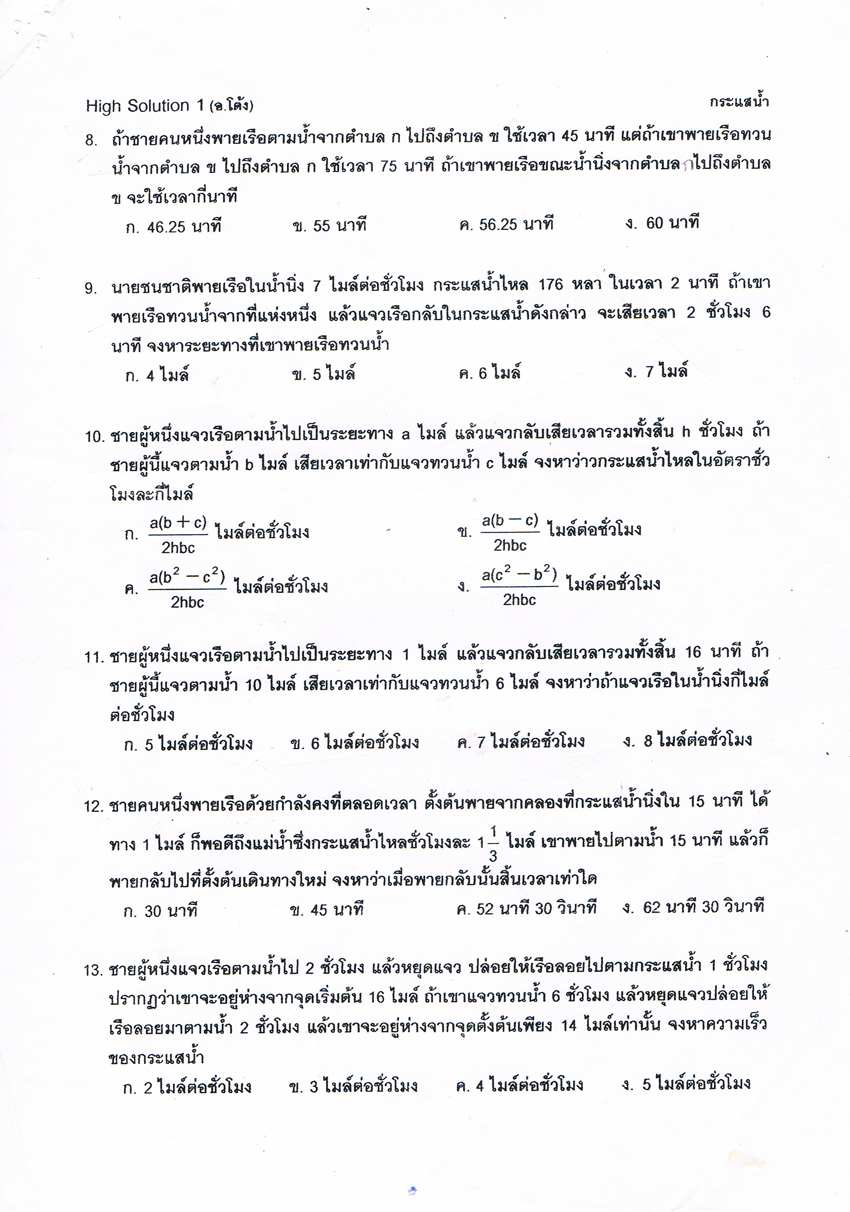 High Solution 1 (อ.โต้ง) กระแสน้ำ
8. ถ้าชายคนหนึ่งพายเรือตามน้ำจากตำบล ก ไปถึงตำบล ข ใช้เวลา 45 นาที แต่ถ้าเขาพายเรือทวน
น้ำจากตำบล ข ไปถึงตำบล ก ใช้เวลา 75 นาที ถ้าเขาพายเรือขณะน้ำนิ่งจากตำบล ก ไปถึงตำบล
ข จะใช้เวลากี่นาที
ก. 46.25 นาที ข. 55 นาที ค. 56.25 นาที ง. 60 นาที
9. นายชนชาติพายเรือในน้ำนิ่ง 7 ไมล์ต่อชั่วโมง กระแสน้ำไหล 176 หลา ในเวลา 2 นาที ถ้าเขา
พายเรือทวนน้ำจากที่แห่งหนึ่ง แล้วแจวเรือกลับในกระแสน้ำดังกล่าว จะเสียเวลา 2 ชั่วโมง 6
นาที จงหาระยะทางที่เขาพายเรือทวนน้ำ
ก. 4 ไมล์ ข. 5 ไมล์ ค. 6 ไมล์ ง. 7 ไมล์
10. ชายผู้หนึ่งแจวเรือตามน้ำไปเป็นระยะทาง a ไมล์ แล้วแจวกลับเสียเวลารวมทั้งสิ้น h ชั่วโมง ถ้า
ชายผู้นี้แจวตามน้ำ b ไมล์ เสียเวลาเท่ากับแจวทวนน้ำ c ไมล์ จงหาว่าวกระแสน้ำไหลในอัตราชั่ว
โมงละกี่ไมล์
ก. a(b + c)/2hbc ไมล์ต่อชั่วโมง ข. a(b − c)/2hbc ไมล์ต่อชั่วโมง
ค. a(b² − c²)/2hbc ไมล์ต่อชั่วโมง ง. a(c² − b²)/2hbc ไมล์ต่อชั่วโมง
11. ชายผู้หนึ่งแจวเรือตามน้ำไปเป็นระยะทาง 1 ไมล์ แล้วแจวกลับเสียเวลารวมทั้งสิ้น 16 นาที ถ้า
ชายผู้นี้แจวตามน้ำ 10 ไมล์ เสียเวลาเท่ากับแจวทวนน้ำ 6 ไมล์ จงหาว่าถ้าแจวเรือในน้ำนิ่งกี่ไมล์
ต่อชั่วโมง
ก. 5 ไมล์ต่อชั่วโมง ข. 6 ไมล์ต่อชั่วโมง ค. 7 ไมล์ต่อชั่วโมง ง. 8 ไมล์ต่อชั่วโมง
12. ชายคนหนึ่งพายเรือด้วยกำลังคงที่ตลอดเวลา ตั้งต้นพายจากคลองที่กระแสน้ำนิ่งใน 15 นาที ได้
ทาง 1 ไมล์ ก็พอดีถึงแม่น้ำซึ่งกระแสน้ำไหลชั่วโมงละ 1 1/3 ไมล์ เขาพายไปตามน้ำ 15 นาที แล้วก็
พายกลับไปที่ตั้งต้นเดินทางใหม่ จงหาว่าเมื่อพายกลับนั้นสิ้นเวลาเท่าใด
ก. 30 นาที ข. 45 นาที ค. 52 นาที 30 วินาที ง. 62 นาที 30 วินาที
13. ชายผู้หนึ่งแจวเรือตามน้ำไป 2 ชั่วโมง แล้วหยุดแจว ปล่อยให้เรือลอยไปตามกระแสน้ำ 1 ชั่วโมง
ปรากฏว่าเขาจะอยู่ห่างจากจุดเริ่มต้น 16 ไมล์ ถ้าเขาแจวทวนน้ำ 6 ชั่วโมง แล้วหยุดแจวปล่อยให้
เรือลอยมาตามน้ำ 2 ชั่วโมง แล้วเขาจะอยู่ห่างจากจุดตั้งต้นเพียง 14 ไมล์เท่านั้น จงหาความเร็ว
ของกระแสน้ำ
ก. 2 ไมล์ต่อชั่วโมง ข. 3 ไมล์ต่อชั่วโมง ค. 4 ไมล์ต่อชั่วโมง ง. 5 ไมล์ต่อชั่วโมง